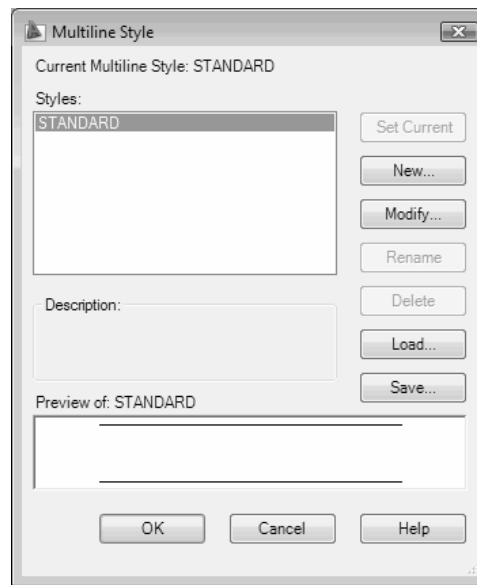 Multiline Style
Current Multiline Style: STANDARD
Styles:
STANDARD
Set Current
New...
Modify...
Rename
Delete
Load...
Save...
Description:
Preview of: STANDARD
OK
Cancel
Help